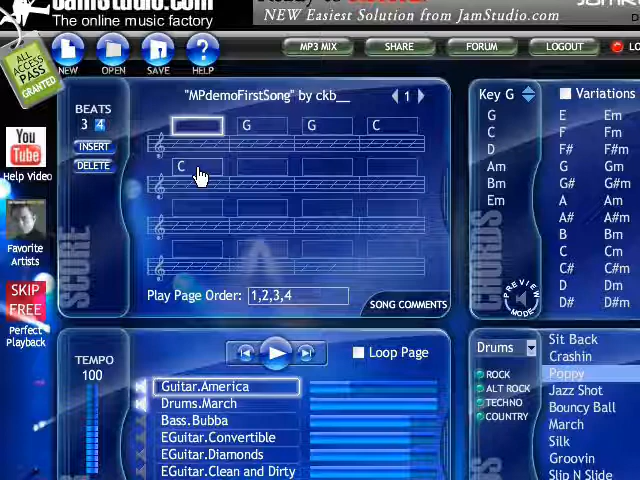 JamStudio.com
The online music factory
NEW Easiest Solution from JamStudio.com
ALL ACCESS PASS GRANTED
NEW OPEN SAVE HELP
MP3 MIX SHARE FORUM LOGOUT
You Tube
Help Video
Favorite Artists
SKIP FREE
Perfect Playback
BEATS
3 4
INSERT
DELETE
SCORE
"MPdemoFirstSong" by ckb__
1
G G C
C
Play Page Order: 1,2,3,4
SONG COMMENTS
Key G
Variations
G E Em
C F Fm
D F# F#m
Am G Gm
Bm G# G#m
Em A Am
A# A#m
B Bm
C Cm
C# C#m
D Dm
D# D#m
CHORDS
PREVIEW MODE
TEMPO
100
Loop Page
Guitar.America
Drums.March
Bass.Bubba
EGuitar.Convertible
EGuitar.Diamonds
EGuitar.Clean and Dirty
Drums
ROCK
ALT ROCK
TECHNO
COUNTRY
Sit Back
Crashin
Poppy
Jazz Shot
Bouncy Ball
March
Silk
Groovin
Slip N Slide